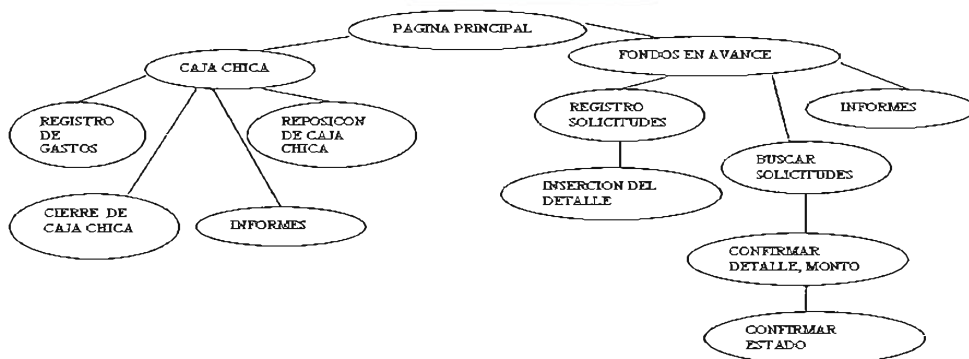 PAGINA PRINCIPAL
CAJA CHICA
FONDOS EN AVANCE
REGISTRO
DE
GASTOS
REPOSICON
DE CAJA
CHICA
CIERRE DE
CAJA CHICA
INFORMES
REGISTRO
SOLICITUDES
INFORMES
INSERCION DEL
DETALLE
BUSCAR
SOLICITUDES
CONFIRMAR
DETALLE, MONTO
CONFIRMAR
ESTADO